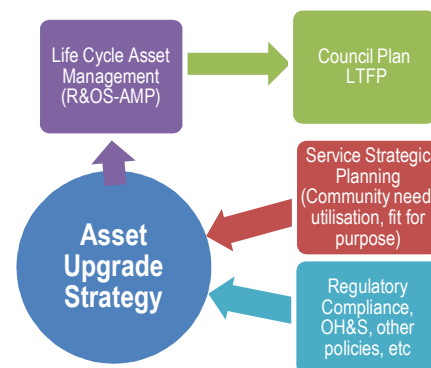 Life Cycle Asset
Management
(R&OS-AMP)
Council Plan
LTFP
Service Strategic
Planning
(Community need
utilisation, fit for
purpose)
Asset
Upgrade
Strategy
Regulatory
Compliance,
OH&S, other
policies, etc